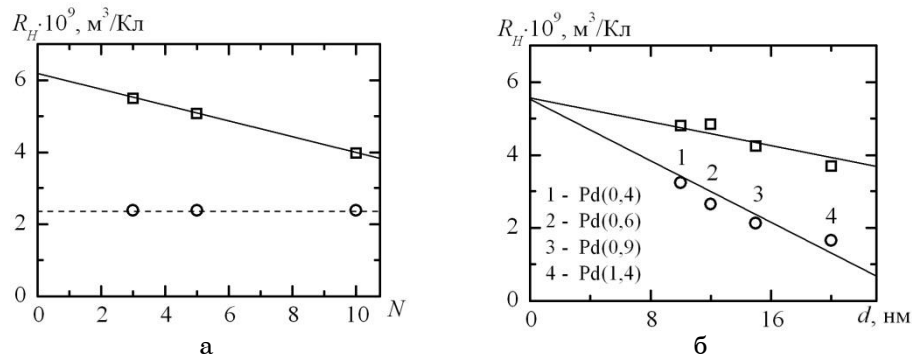 R_H·10⁹, м³/Кл
6
4
2
0
0 2 4 6 8 10 N
а
R_H·10⁹, м³/Кл
6
4
2
0
1
2
3
4
1 - Pd(0,4)
2 - Pd(0,6)
3 - Pd(0,9)
4 - Pd(1,4)
0 8 16 d, нм
б